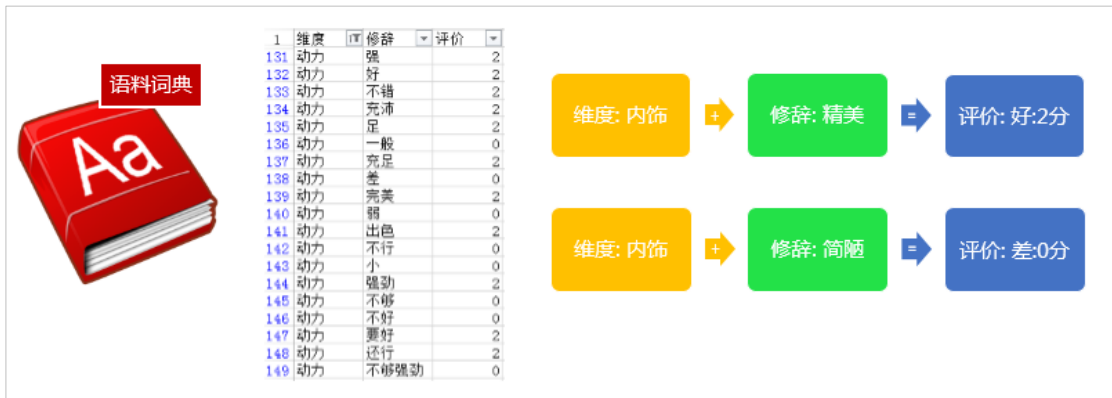 语料词典
Aa
1 维度 修辞 评价
131 动力 强 2
132 动力 好 2
133 动力 不错 2
134 动力 充沛 2
135 动力 足 2
136 动力 一般 0
137 动力 充足 2
138 动力 差 0
139 动力 完美 2
140 动力 弱 0
141 动力 出色 2
142 动力 不行 0
143 动力 小 0
144 动力 强劲 2
145 动力 不够 0
146 动力 不好 0
147 动力 要好 2
148 动力 还行 2
149 动力 不够强劲 0
维度: 内饰 + 修辞: 精美 = 评价: 好:2分
维度: 内饰 + 修辞: 简陋 = 评价: 差:0分